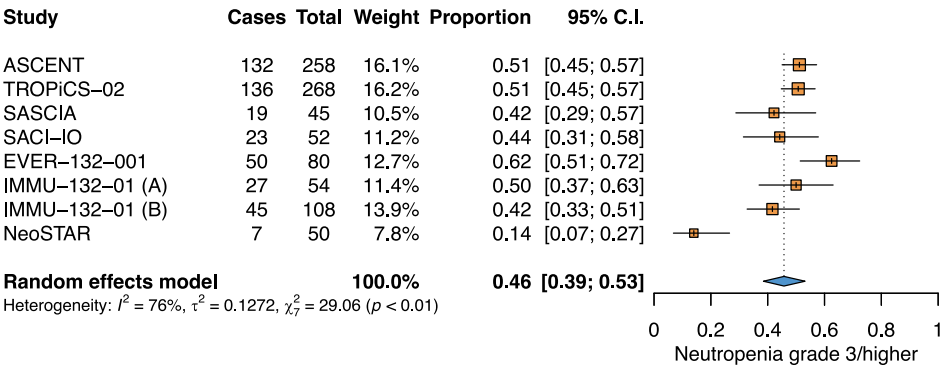 Study Cases Total Weight Proportion 95% C.I.
ASCENT 132 258 16.1% 0.51 [0.45; 0.57]
TROPiCS−02 136 268 16.2% 0.51 [0.45; 0.57]
SASCIA 19 45 10.5% 0.42 [0.29; 0.57]
SACI−IO 23 52 11.2% 0.44 [0.31; 0.58]
EVER−132−001 50 80 12.7% 0.62 [0.51; 0.72]
IMMU−132−01 (A) 27 54 11.4% 0.50 [0.37; 0.63]
IMMU−132−01 (B) 45 108 13.9% 0.42 [0.33; 0.51]
NeoSTAR 7 50 7.8% 0.14 [0.07; 0.27]
Random effects model 100.0% 0.46 [0.39; 0.53]
Heterogeneity: I² = 76%, τ² = 0.1272, χ²₇ = 29.06 (p < 0.01)
0 0.2 0.4 0.6 0.8 1
Neutropenia grade 3/higher